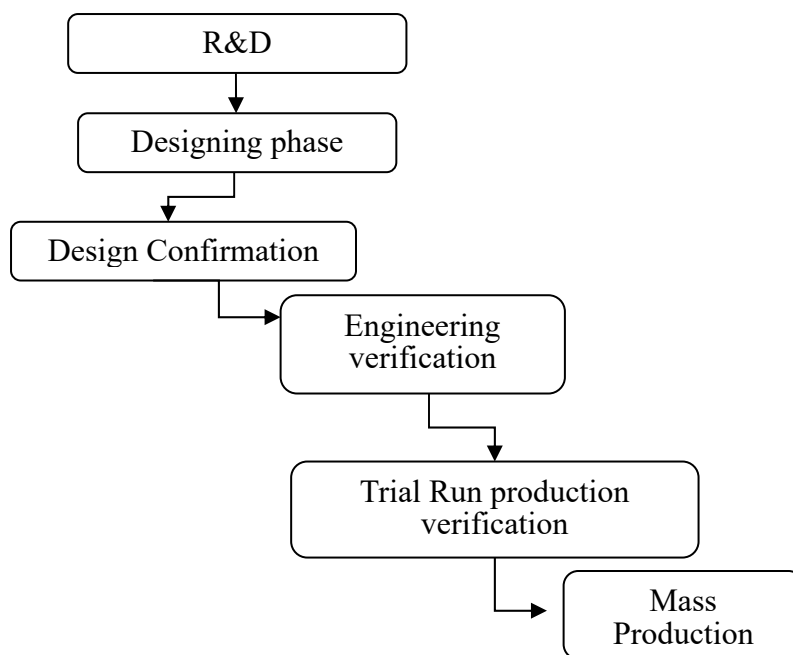 R&D
Designing phase
Design Confirmation
Engineering
verification
Trial Run production
verification
Mass
Production